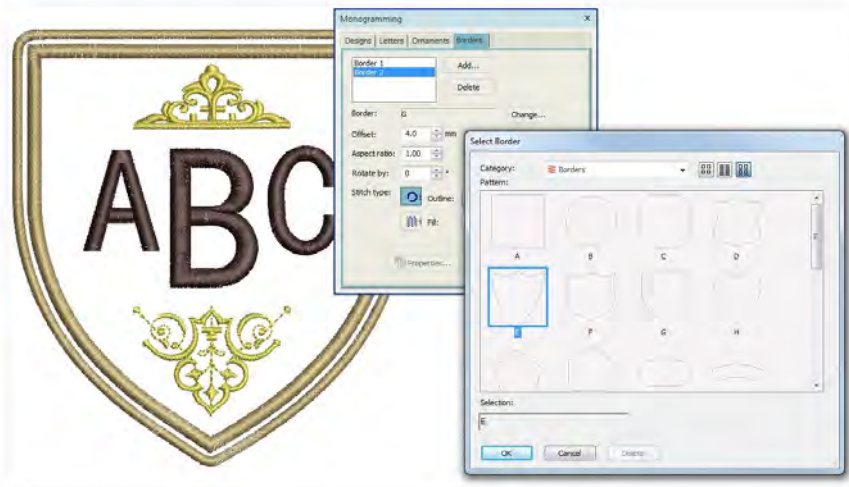 Monogramming
x
Designs Letters Ornaments Borders
Border 1
Border 2
Add...
Delete
Border:
Change...
Offset: 4.0 mm
Aspect ratio: 1.00
Rotate by: 0 °
Stitch type: Outline:
Fill:
Properties...
ABC
Select Border
Category: Borders
Pattern:
A B C D
E F G H
Selection:
E
OK Cancel Delete